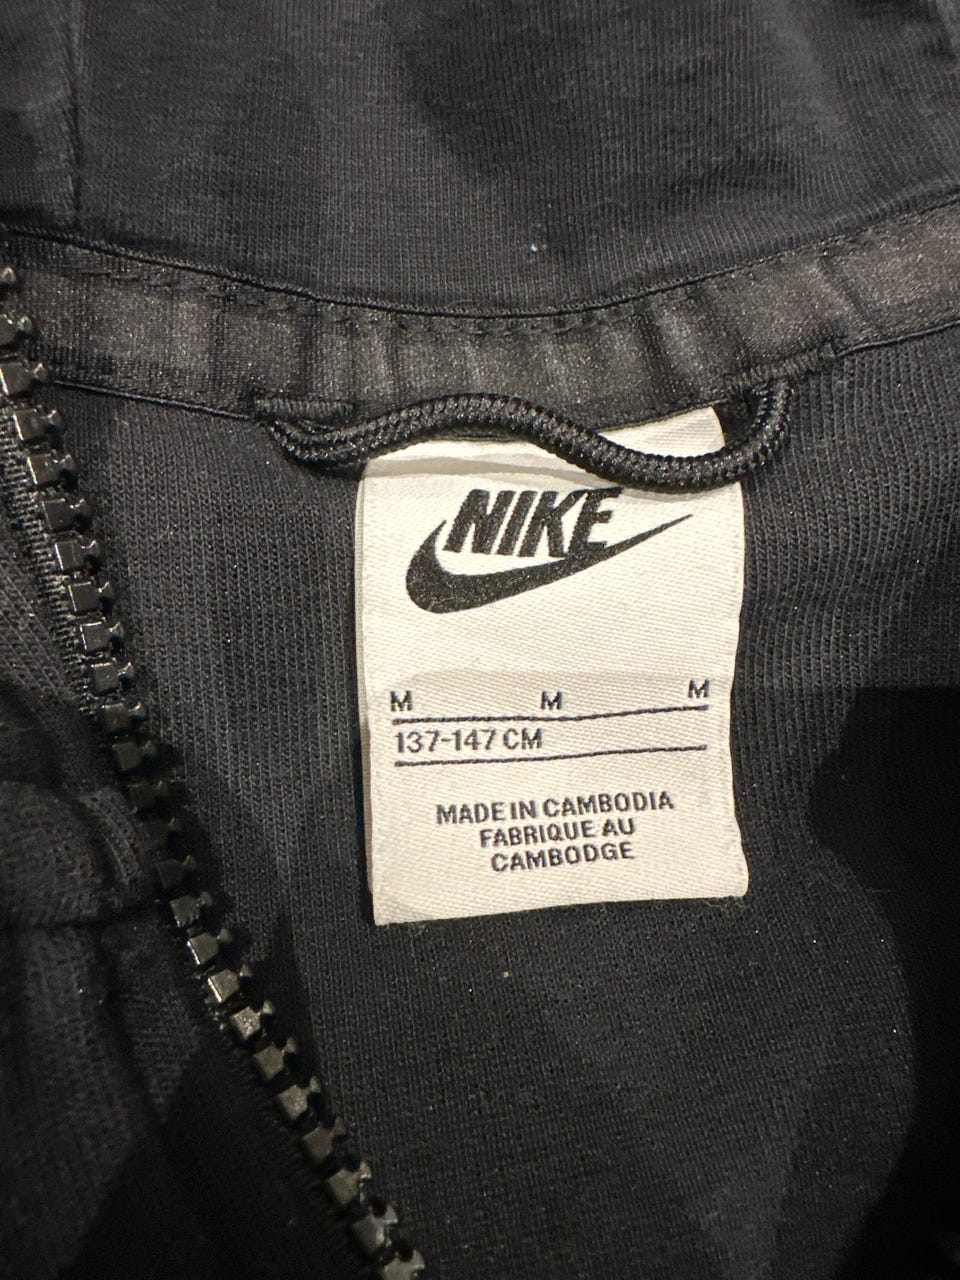 NIKE
M M M
137-147 CM
MADE IN CAMBODIA
FABRIQUE AU
CAMBODGE